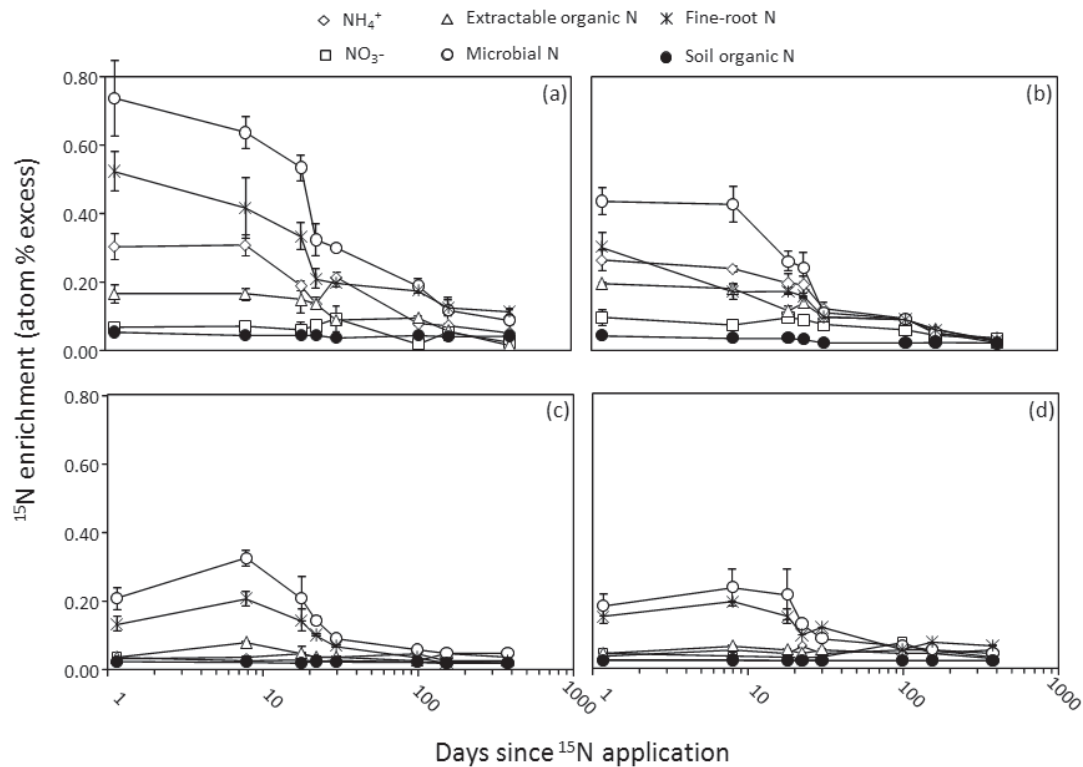 NH₄⁺ Extractable organic N Fine-root N
NO₃- Microbial N Soil organic N
0.80
0.60
0.40
0.20
0.00
(a)
(b)
0.80
0.60
0.40
0.20
0.00
(c)
(d)
1 10 100 1000
1 10 100 1000
¹⁵N enrichment (atom % excess)
Days since ¹⁵N application